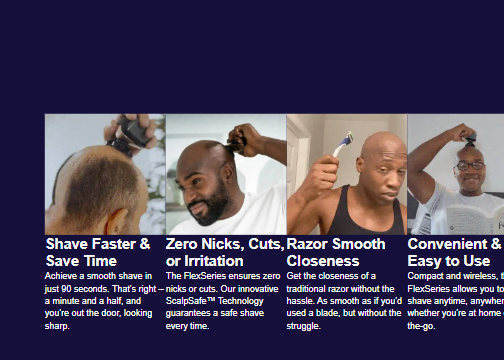 Shave Faster &
Save Time
Achieve a smooth shave in
just 90 seconds. That's right –
a minute and a half, and
you're out the door, looking
sharp.
Zero Nicks, Cuts,
or Irritation
The FlexSeries ensures zero
nicks or cuts. Our innovative
ScalpSafe™ Technology
guarantees a safe shave
every time.
Razor Smooth
Closeness
Get the closeness of a
traditional razor without the
hassle. As smooth as if you'd
used a blade, but without the
struggle.
Convenient &
Easy to Use
Compact and wireless, t
FlexSeries allows you to
shave anytime, anywher
whether you're at home
the-go.